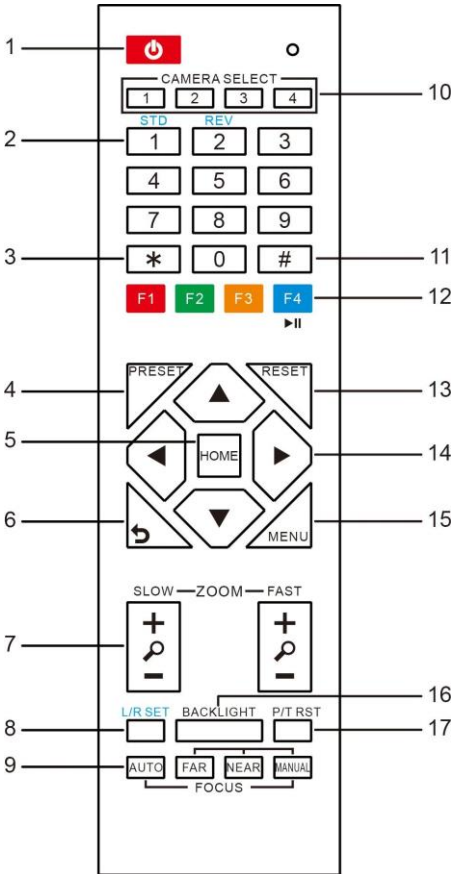 1
CAMERA SELECT
1 2 3 4
10
STD REV
2
1 2 3
4 5 6
7 8 9
3
* 0 #
11
F1 F2 F3 F4
12
4
PRESET RESET
13
5
HOME
14
6
MENU
15
SLOW ZOOM FAST
+ +
7
- -
16
L/R SET BACKLIGHT P/T RST
8
17
9
AUTO FAR NEAR MANUAL
FOCUS